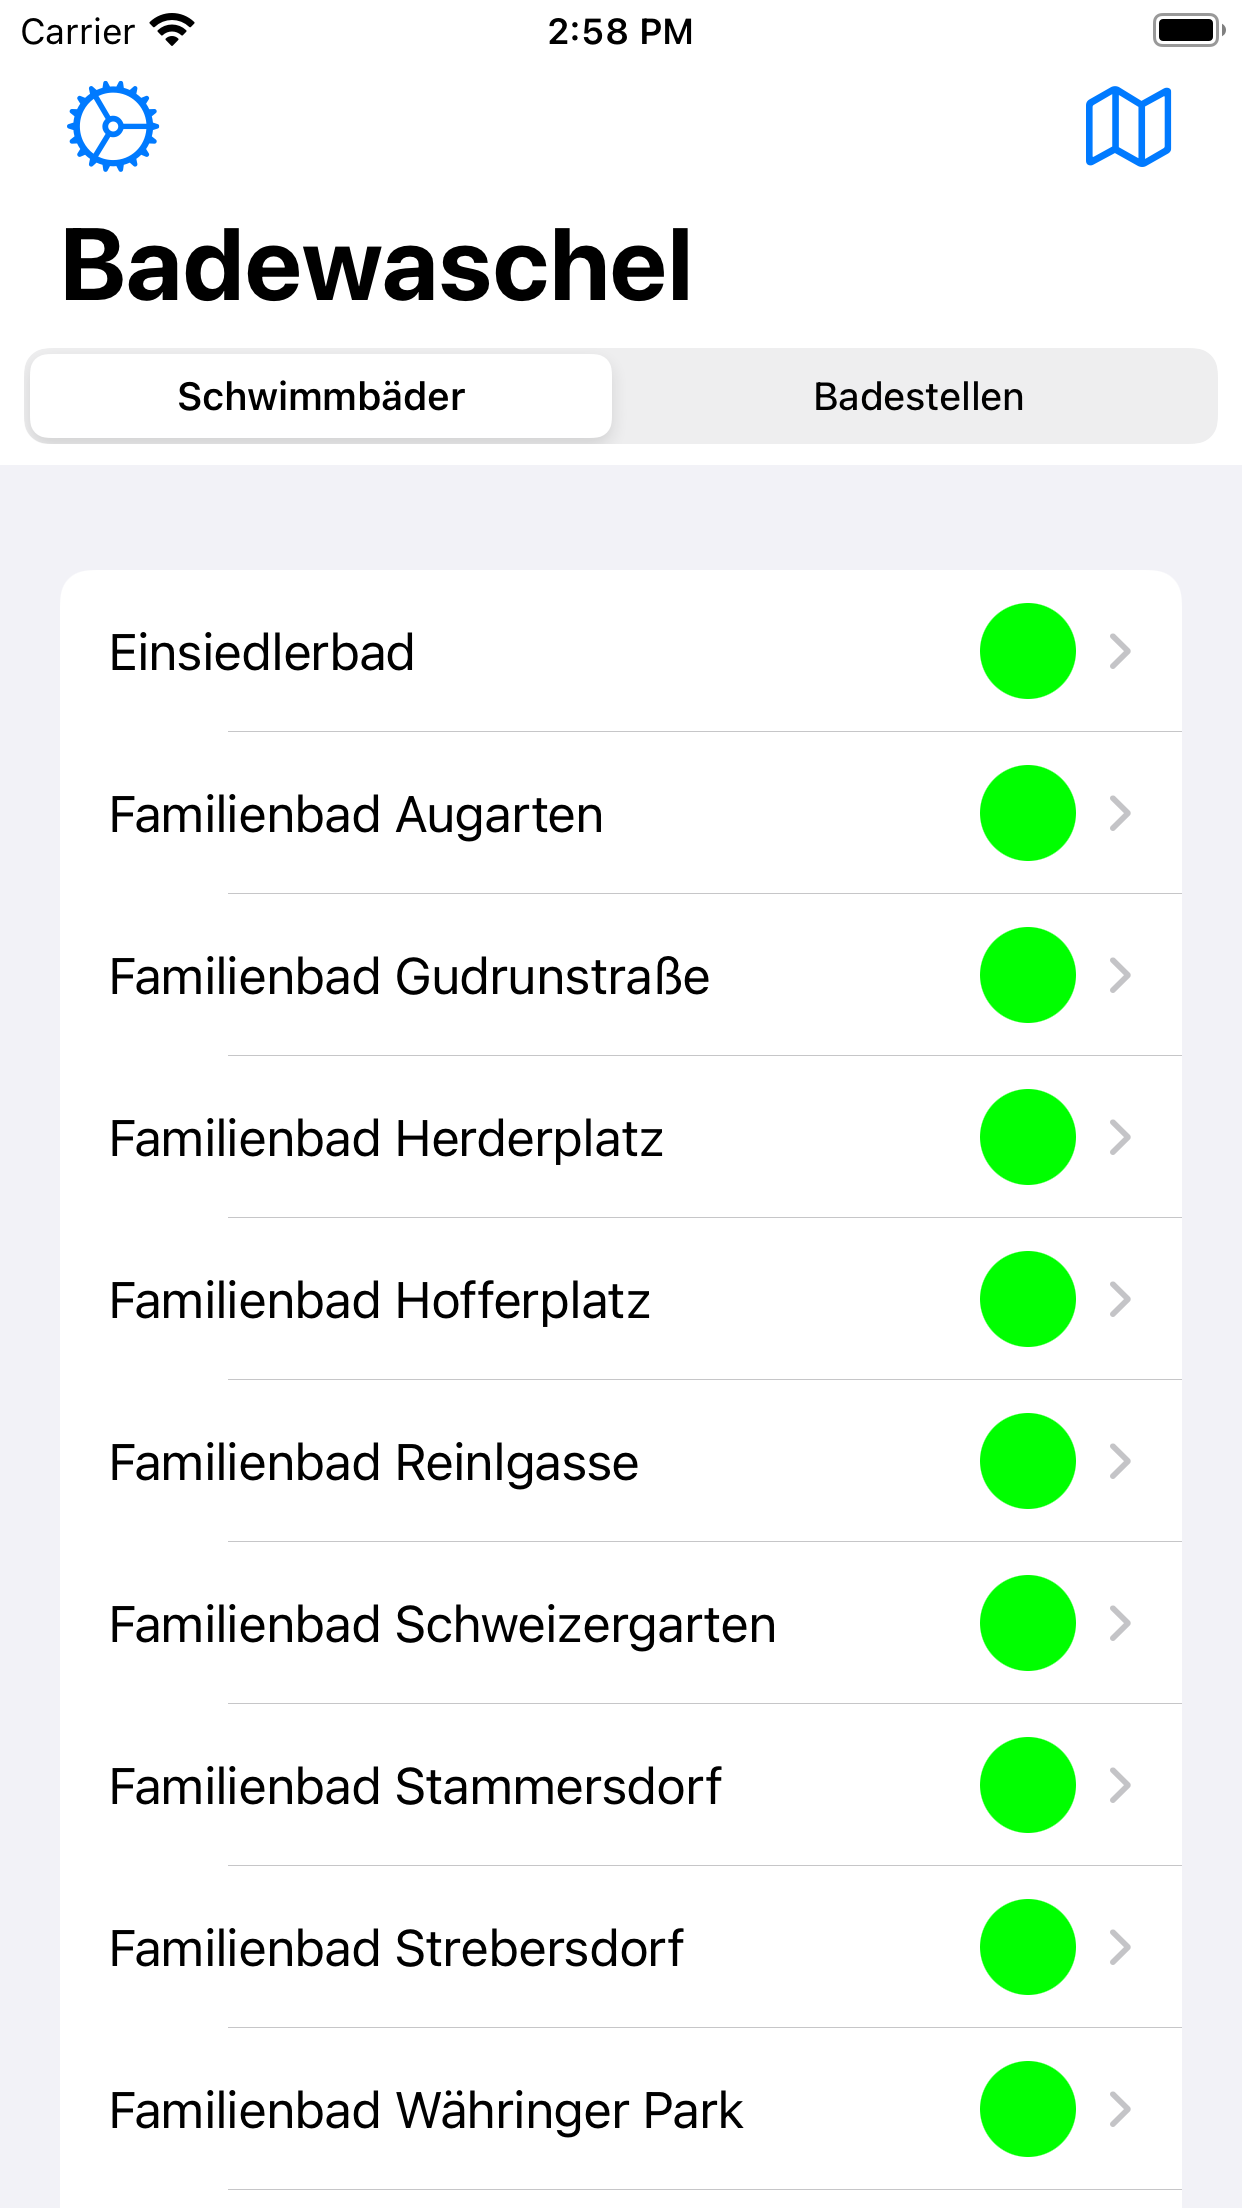 Carrier 2:58 PM
Badewaschel
Schwimmbäder Badestellen
Einsiedlerbad
Familienbad Augarten
Familienbad Gudrunstraße
Familienbad Herderplatz
Familienbad Hofferplatz
Familienbad Reinlgasse
Familienbad Schweizergarten
Familienbad Stammersdorf
Familienbad Strebersdorf
Familienbad Währinger Park